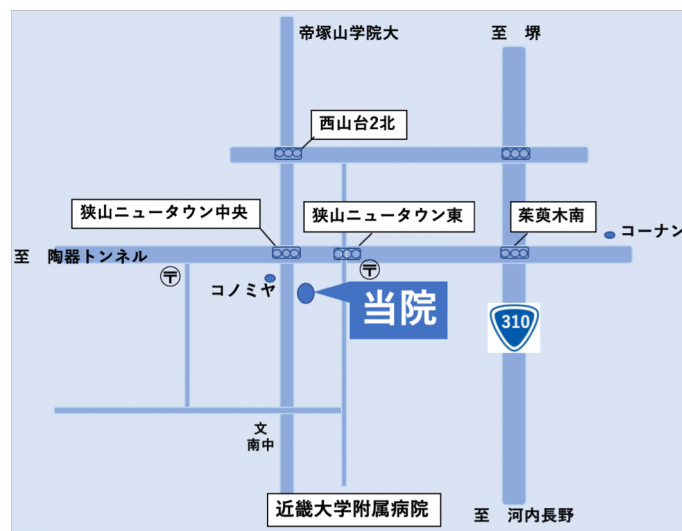 帝塚山学院大
至 堺
西山台2北
狭山ニュータウン中央
狭山ニュータウン東
茱萸木南
コーナン
至 陶器トンネル
〒
〒
コノミヤ
当院
310
文
南中
近畿大学附属病院
至 河内長野